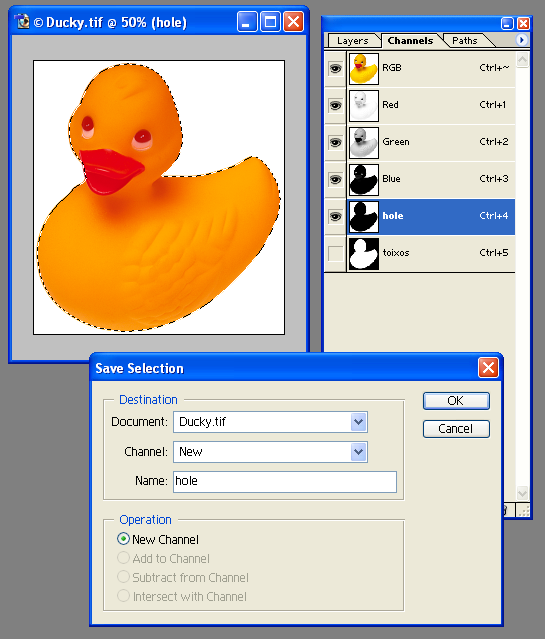 © Ducky.tif @ 50% (hole)
Layers Channels Paths
RGB Ctrl+~
Red Ctrl+1
Green Ctrl+2
Blue Ctrl+3
hole Ctrl+4
toixos Ctrl+5
Save Selection
Destination
Document: Ducky.tif
Channel: New
Name: hole
OK
Cancel
Operation
New Channel
Add to Channel
Subtract from Channel
Intersect with Channel